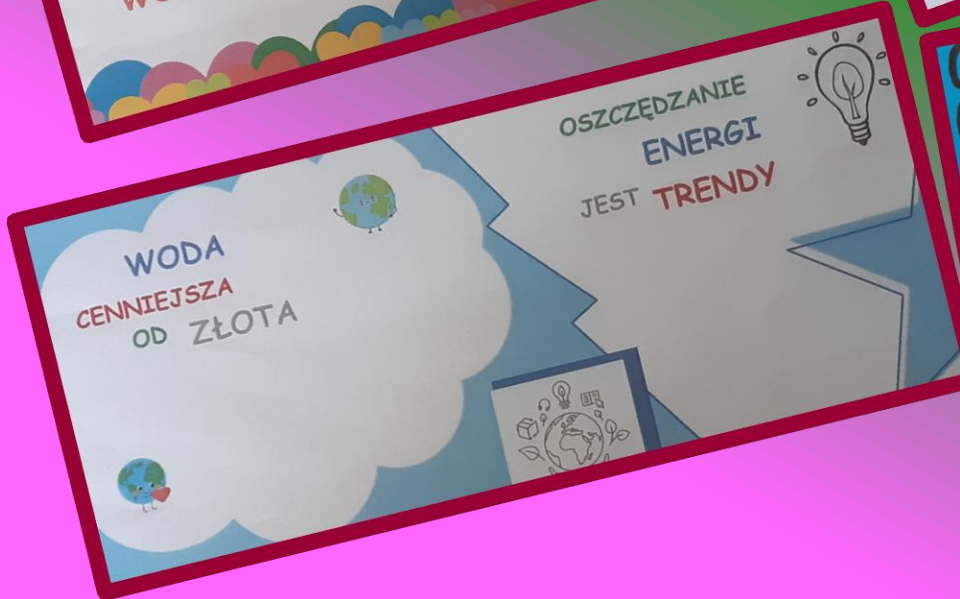 WODA
CENNIEJSZA
OD ZŁOTA
OSZCZĘDZANIE
ENERGI
JEST TRENDY